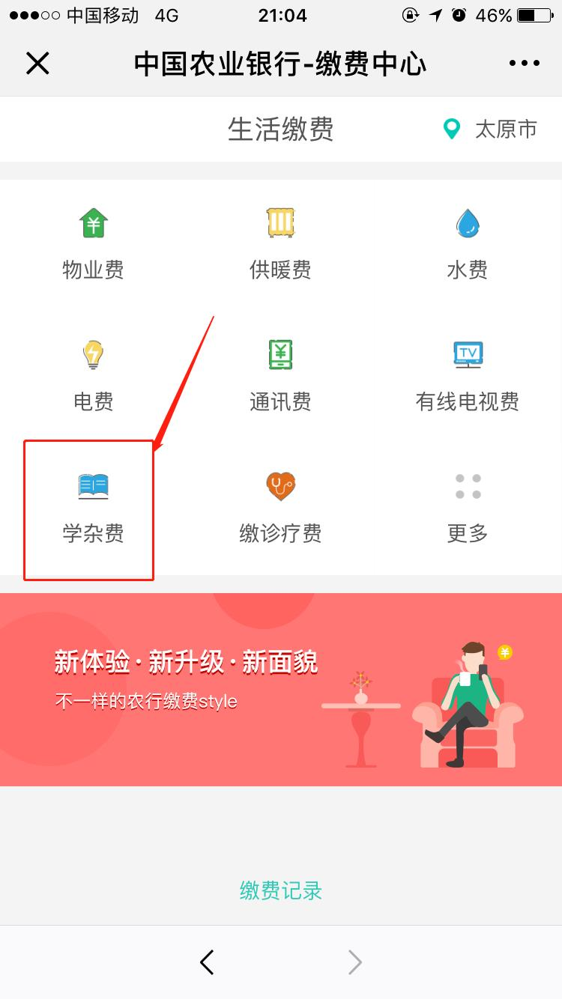 中国移动 4G 21:04 46%
中国农业银行-缴费中心
生活缴费 太原市
物业费 供暖费 水费
TV
电费 通讯费 有线电视费
学杂费 缴诊疗费 更多
新体验·新升级·新面貌
不一样的农行缴费style
缴费记录